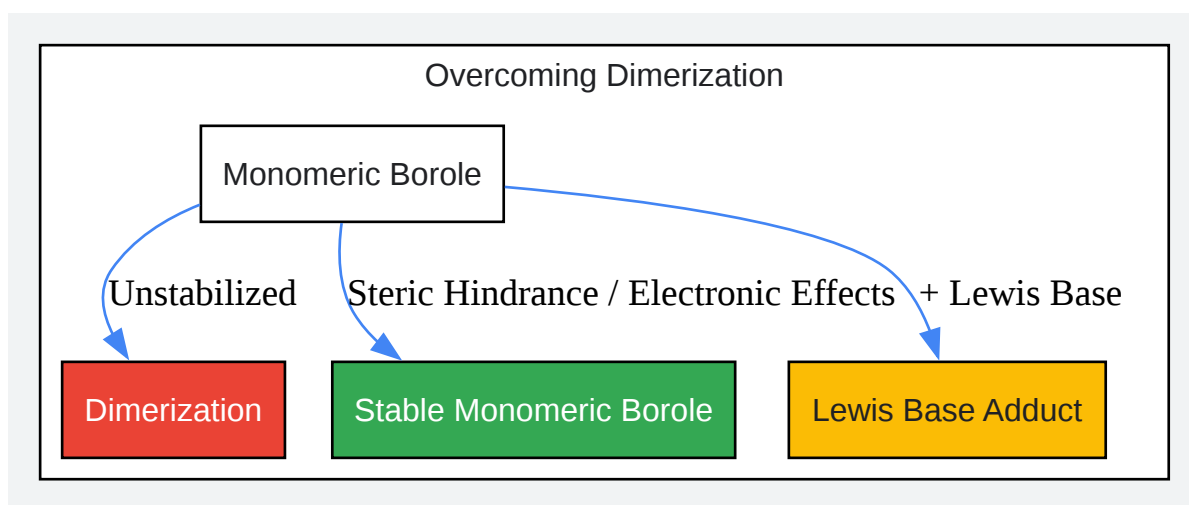 Overcoming Dimerization
Monomeric Borole
Unstabilized
Steric Hindrance / Electronic Effects
+ Lewis Base
Dimerization
Stable Monomeric Borole
Lewis Base Adduct